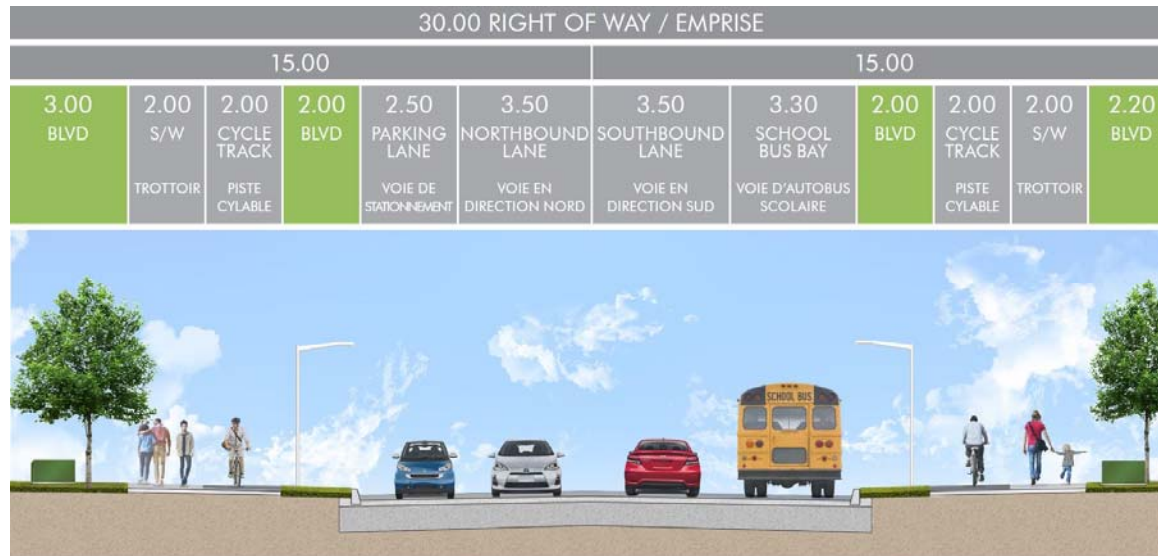 30.00 RIGHT OF WAY / EMPRISE
15.00
15.00
3.00
BLVD
2.00
S/W
TROTTOIR
2.00
CYCLE
TRACK
PISTE
CYLABLE
2.00
BLVD
2.50
PARKING
LANE
VOIE DE
STATIONNEMENT
3.50
NORTHBOUND
LANE
VOIE EN
DIRECTION NORD
3.50
SOUTHBOUND
LANE
VOIE EN
DIRECTION SUD
3.30
SCHOOL
BUS BAY
VOIE D'AUTOBUS
SCOLAIRE
2.00
BLVD
2.00
CYCLE
TRACK
PISTE
CYLABLE
2.00
S/W
TROTTOIR
2.20
BLVD
SCHOOL BUS